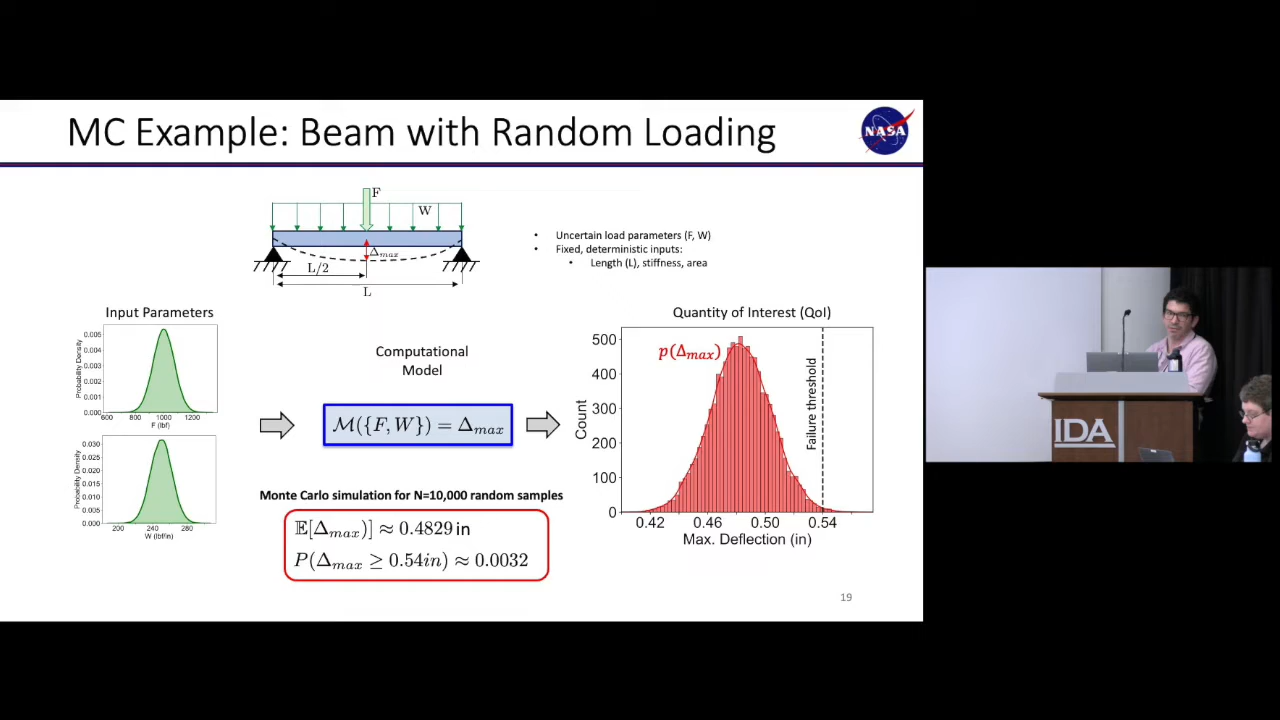 MC Example: Beam with Random Loading
NASA
F
W
Δmax
L/2
L
• Uncertain load parameters (F, W)
• Fixed, deterministic inputs:
• Length (L), stiffness, area
Input Parameters
Probability Density
0.005
0.004
0.003
0.002
0.001
0.000
600 800 1000 1200
F (lbf)
Probability Density
0.030
0.025
0.020
0.015
0.010
0.005
0.000
200 240 280
W (lbf/in)
Computational
Model
ℳ({F, W}) = Δmax
Monte Carlo simulation for N=10,000 random samples
𝔼[Δmax)] ≈ 0.4829 in
P(Δmax ≥ 0.54in) ≈ 0.0032
Quantity of Interest (QoI)
p(Δmax)
Failure threshold
Count
500
400
300
200
100
0
0.42 0.46 0.50 0.54
Max. Deflection (in)
19
IDA